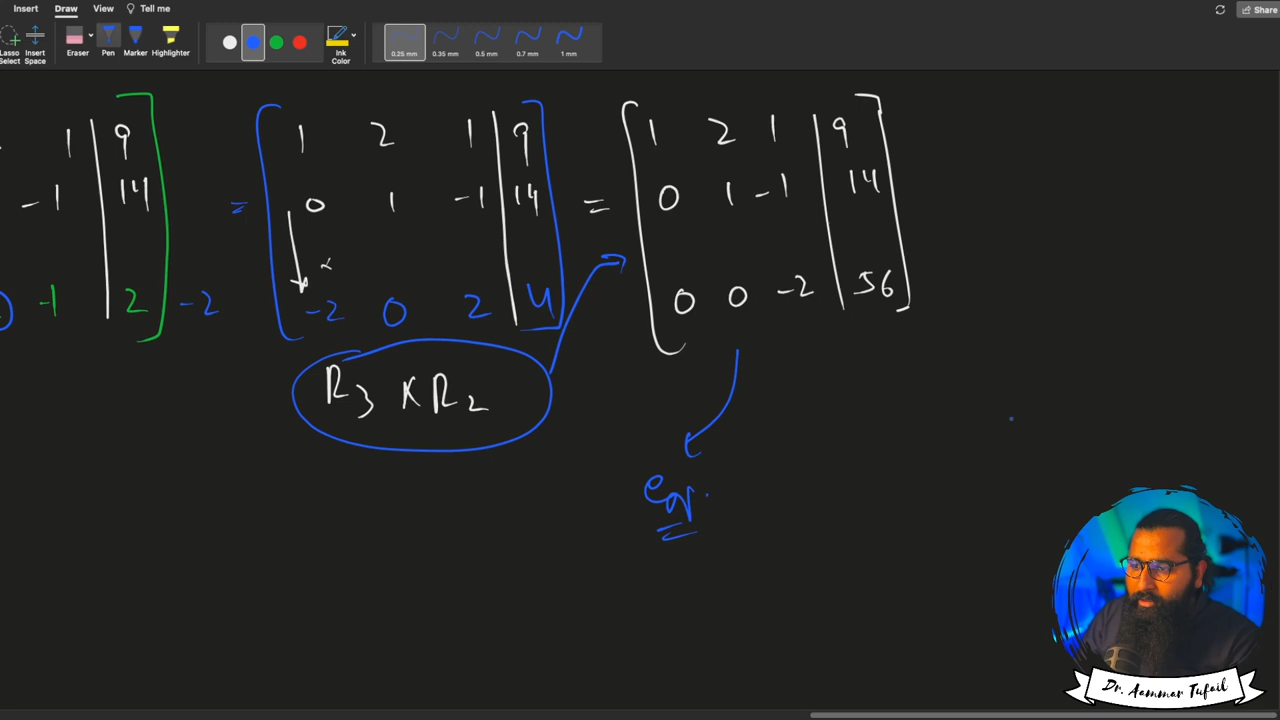 Insert Draw View Tell me
Share
Lasso Select Insert Space Eraser Pen Marker Highlighter Ink Color 0.25 mm 0.35 mm 0.5 mm 0.7 mm 1 mm
1 9
-1 14
-1 2 -2
= 1 2 1 9
0 1 -1 14
-2 0 2 4
R3 × R2
= 1 2 1 9
0 1 -1 14
0 0 -2 56
eq.
Dr. Aammar Tufail